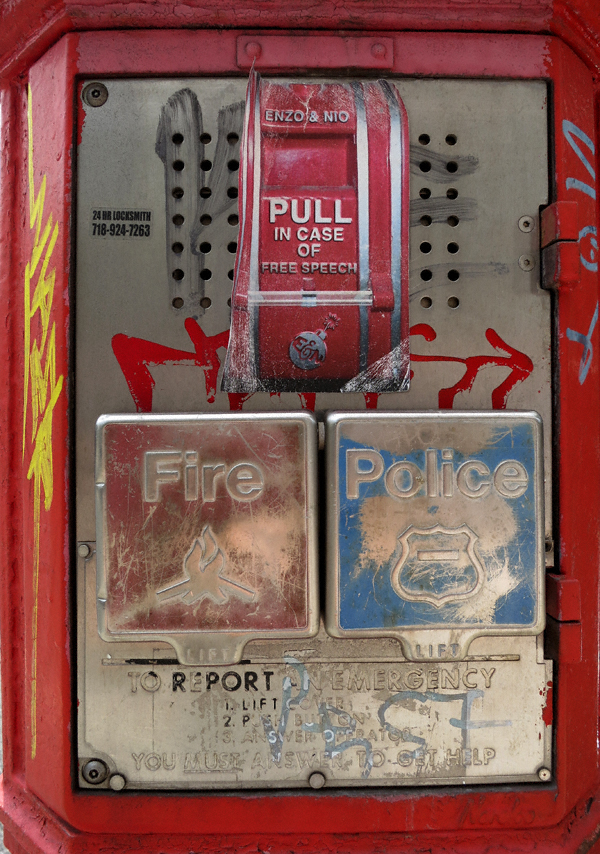 ENZO & NIO
PULL
IN CASE
OF
FREE SPEECH
E&N
24 HR LOCKSMITH
718-924-7263
Fire
Police
LIFT
LIFT
TO REPORT AN EMERGENCY
1. LIFT COVER
2. PUSH BUTTON
3. ANSWER OPERATOR
YOU MUST ANSWER TO GET HELP